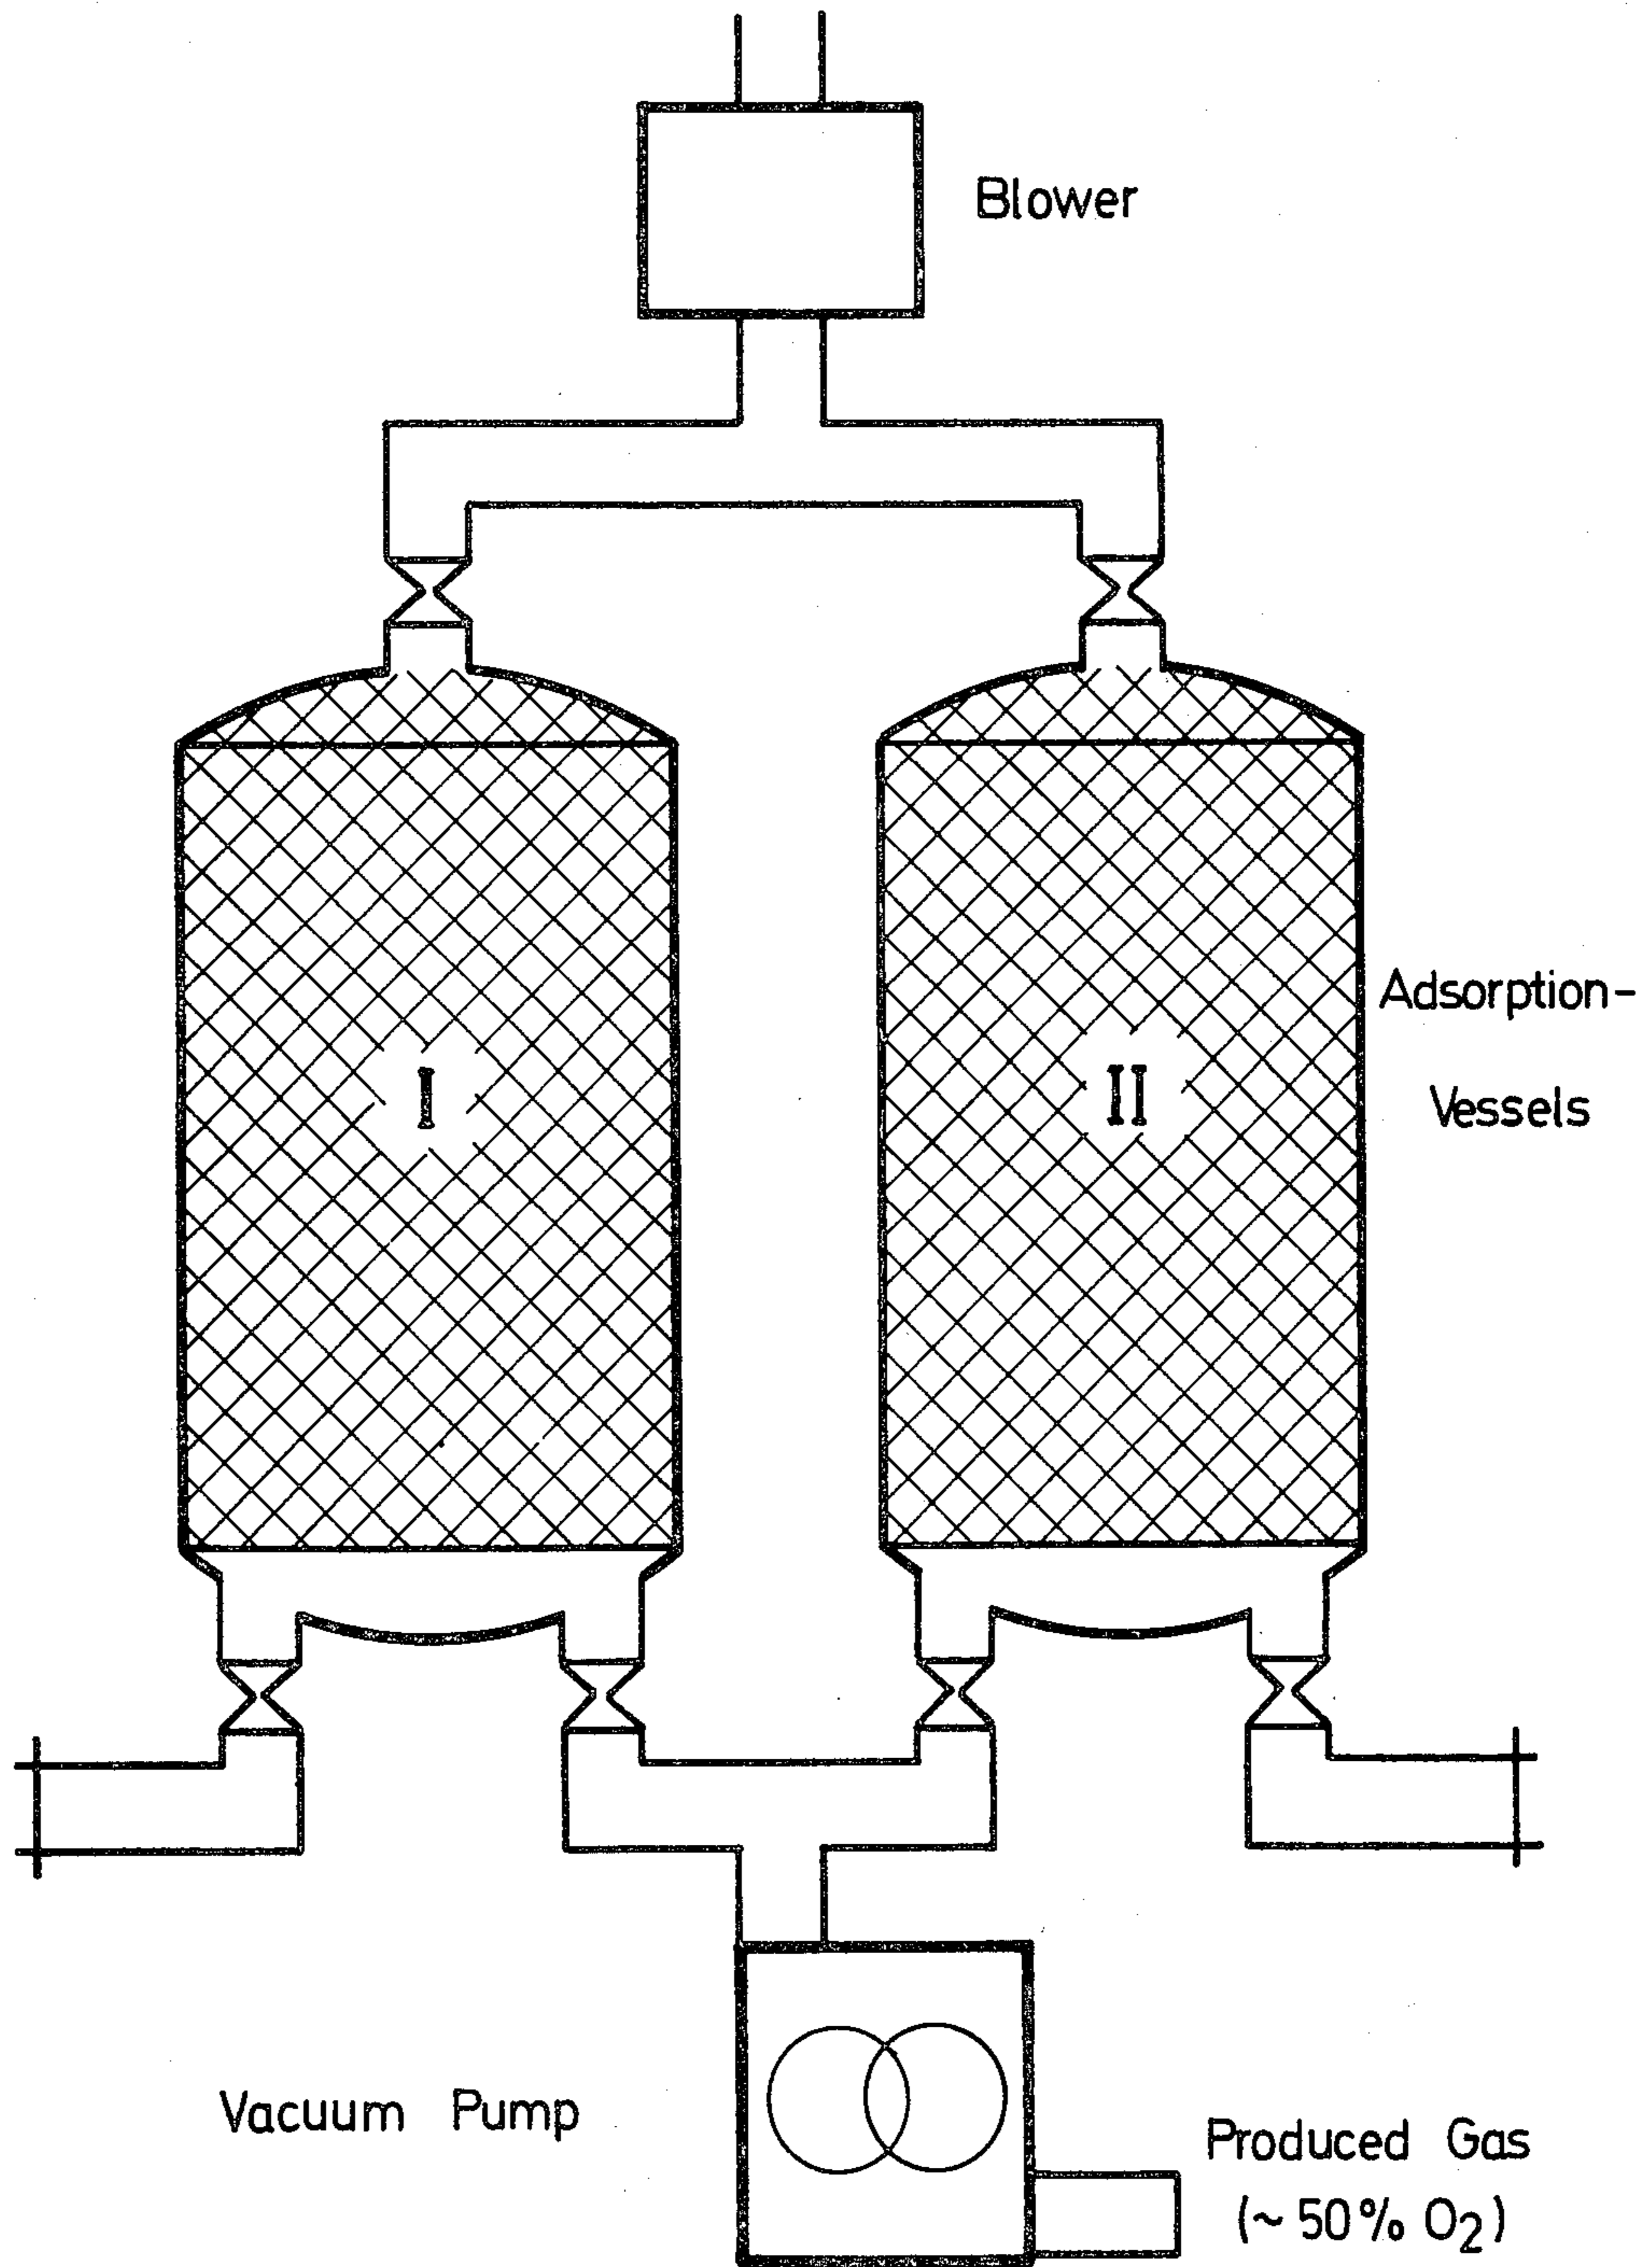 Blower
Adsorption-
Vessels
I
II
Vacuum Pump
Produced Gas
(~ 50% O₂)